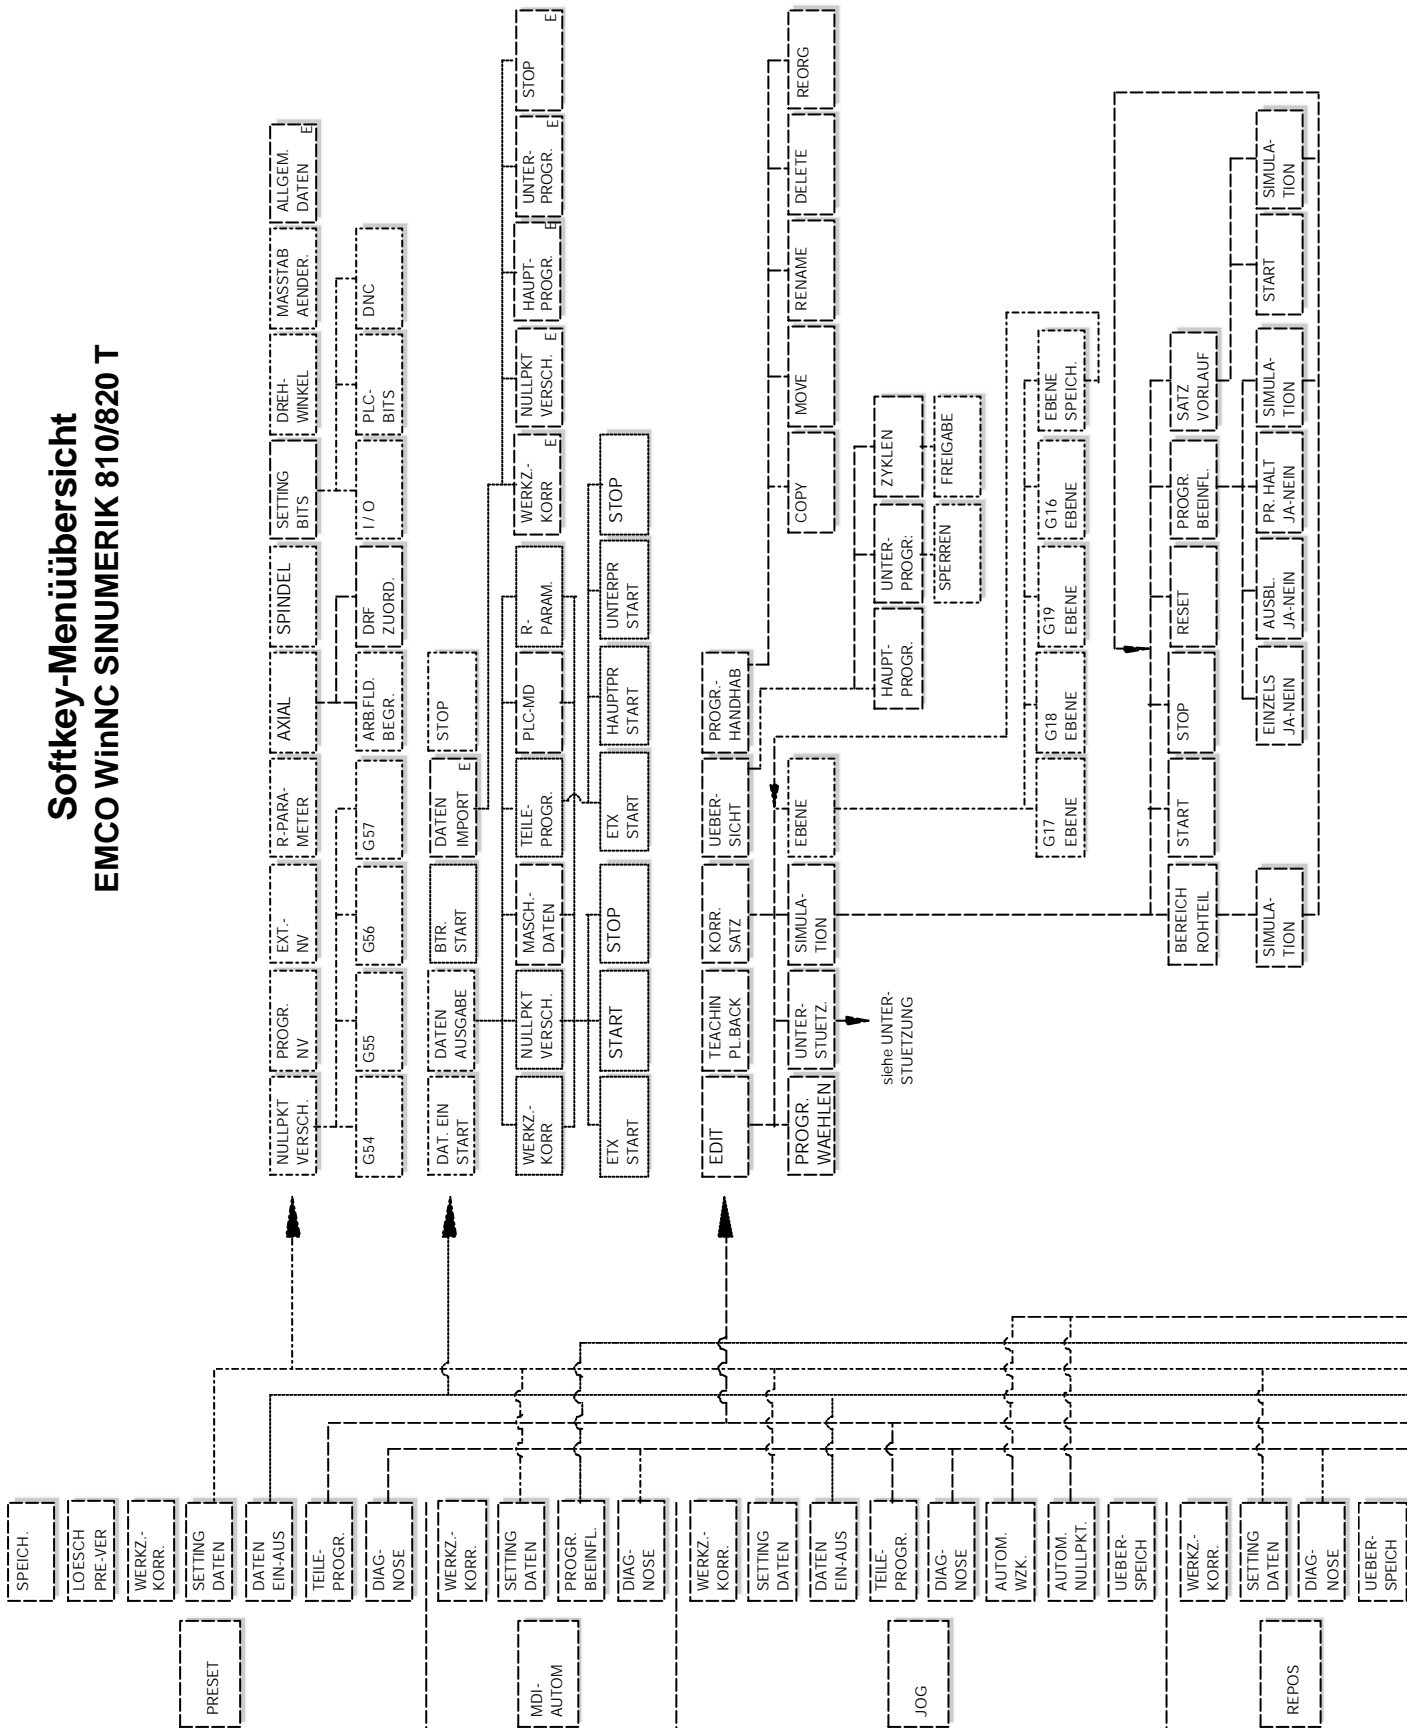 Softkey-Menüübersicht
EMCO WinNC SINUMERIK 810/820 T
SPEICH.
LOESCH
PRE-VER
WERKZ.-
KORR.
SETTING
DATEN
DATEN
EIN-AUS
TEILE-
PROGR.
DIAG-
NOSE
PRESET
WERKZ.-
KORR.
SETTING
DATEN
PROGR.
BEEINFL.
DIAG-
NOSE
MDI-
AUTOM
WERKZ.-
KORR.
SETTING
DATEN
DATEN
EIN-AUS
TEILE-
PROGR.
DIAG-
NOSE
AUTOM.
WZK.
AUTOM.
NULLPKT.
UEBER-
SPEICH
JOG
WERKZ.-
KORR.
SETTING
DATEN
DIAG-
NOSE
UEBER-
SPEICH
REPOS
NULLPKT
VERSCH.
PROGR.
NV
EXT.-
NV
R-PARA-
METER
AXIAL
SPINDEL
SETTING
BITS
DREH-
WINKEL
MASSTAB
AENDER.
ALLGEM.
DATEN
E
G54
G55
G56
G57
ARB.FLD.
BEGR.
DRF
ZUORD.
I / O
PLC-
BITS
DNC
DAT. EIN
START
DATEN
AUSGABE
BTR.
START
DATEN
IMPORT
E
STOP
WERKZ.-
KORR
NULLPKT
VERSCH.
MASCH.-
DATEN
TEILE-
PROGR.
PLC-MD
R-
PARAM.
WERKZ.-
KORR
E
NULLPKT
VERSCH.
E
HAUPT-
PROGR.
E
UNTER-
PROGR.
E
STOP
E
ETX
START
START
STOP
ETX
START
HAUPTPR
START
UNTERPR
START
STOP
EDIT
TEACHIN
PL.BACK
KORR.
SATZ
UEBER-
SICHT
PROGR.-
HANDHAB
PROGR.
WAEHLEN
UNTER-
STUETZ.
SIMULA-
TION
EBENE
COPY
MOVE
RENAME
DELETE
REORG
siehe UNTER-
STUETZUNG
HAUPT-
PROGR.
UNTER-
PROGR:
ZYKLEN
SPERREN
FREIGABE
G17
EBENE
G18
EBENE
G19
EBENE
G16
EBENE
EBENE
SPEICH.
BEREICH
ROHTEIL
START
STOP
RESET
PROGR.
BEEINFL.
SATZ
VORLAUF
SIMULA-
TION
EINZELS
JA-NEIN
AUSBL.
JA-NEIN
PR. HALT
JA-NEIN
SIMULA-
TION
START
SIMULA-
TION